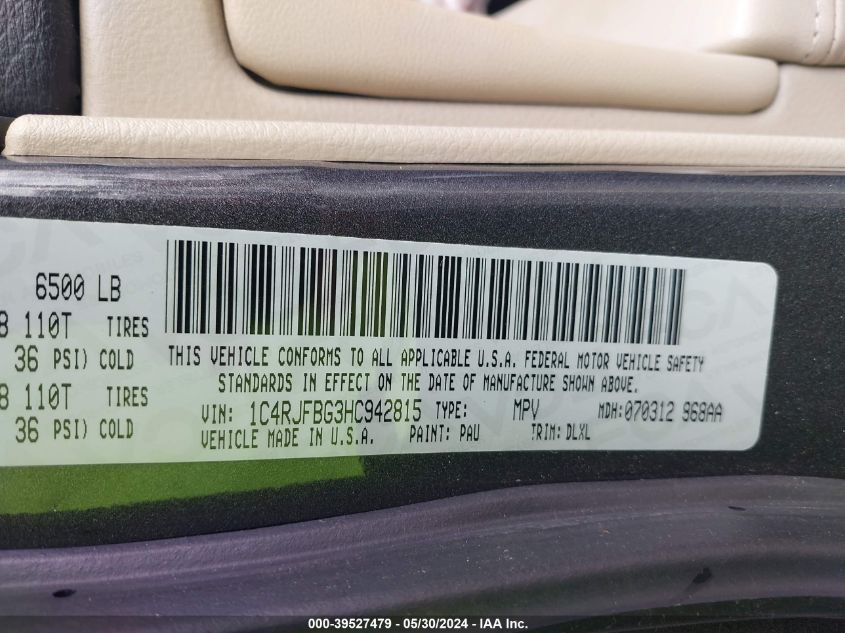 6500 LB
8 110T TIRES
36 PSI) COLD
8 110T TIRES
36 PSI) COLD
THIS VEHICLE CONFORMS TO ALL APPLICABLE U.S.A. FEDERAL MOTOR VEHICLE SAFETY
STANDARDS IN EFFECT ON THE DATE OF MANUFACTURE SHOWN ABOVE.
VIN: 1C4RJFBG3HC942815 TYPE: MPV MDH:070312 968AA
VEHICLE MADE IN U.S.A. PAINT: PAU TRIM: DLXL
000-39527479 — 05/30/2024 — IAA Inc.